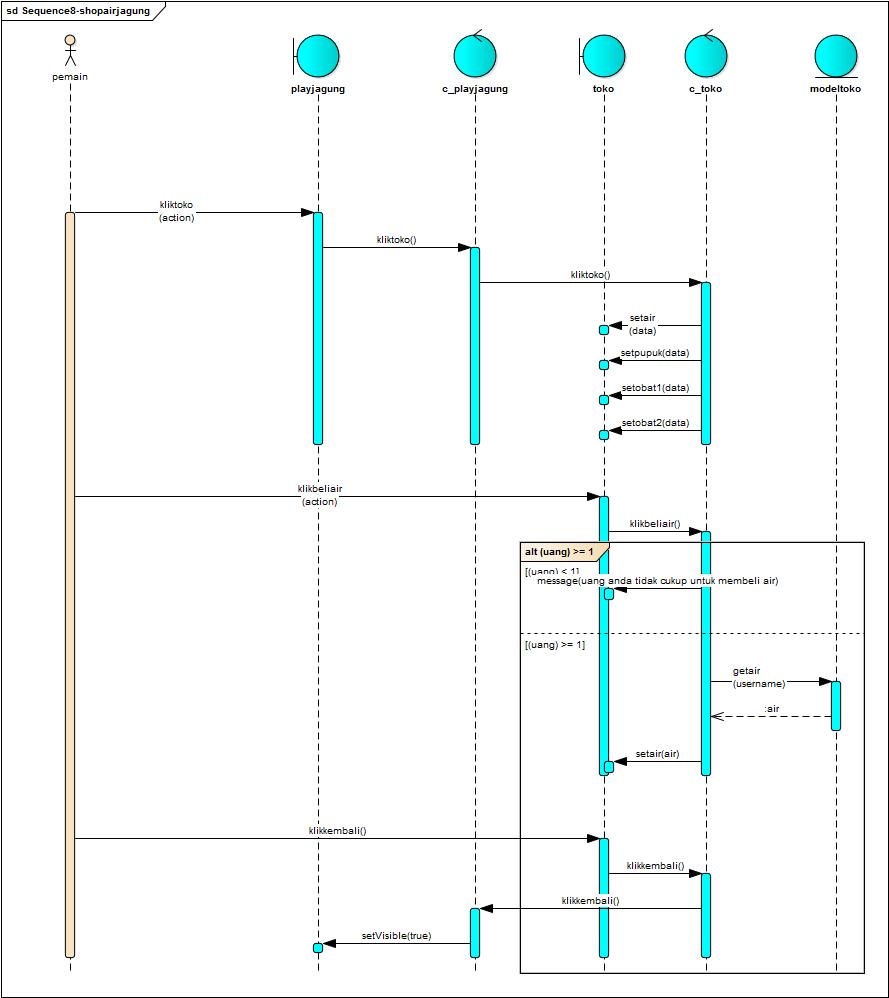 sd Sequence8-shopairjagung
pemain
playjagung
c_playjagung
toko
c_toko
modeltoko
kliktoko
(action)
kliktoko()
kliktoko()
setair
(data)
setpupuk(data)
setobat1(data)
setobat2(data)
klikbeliair
(action)
klikbeliair()
alt (uang) >= 1
[(uang) < 1]
message(uang anda tidak cukup untuk membeli air)
[(uang) >= 1]
getair
(username)
:air
setair(air)
klikkembali()
klikkembali()
klikkembali()
setVisible(true)